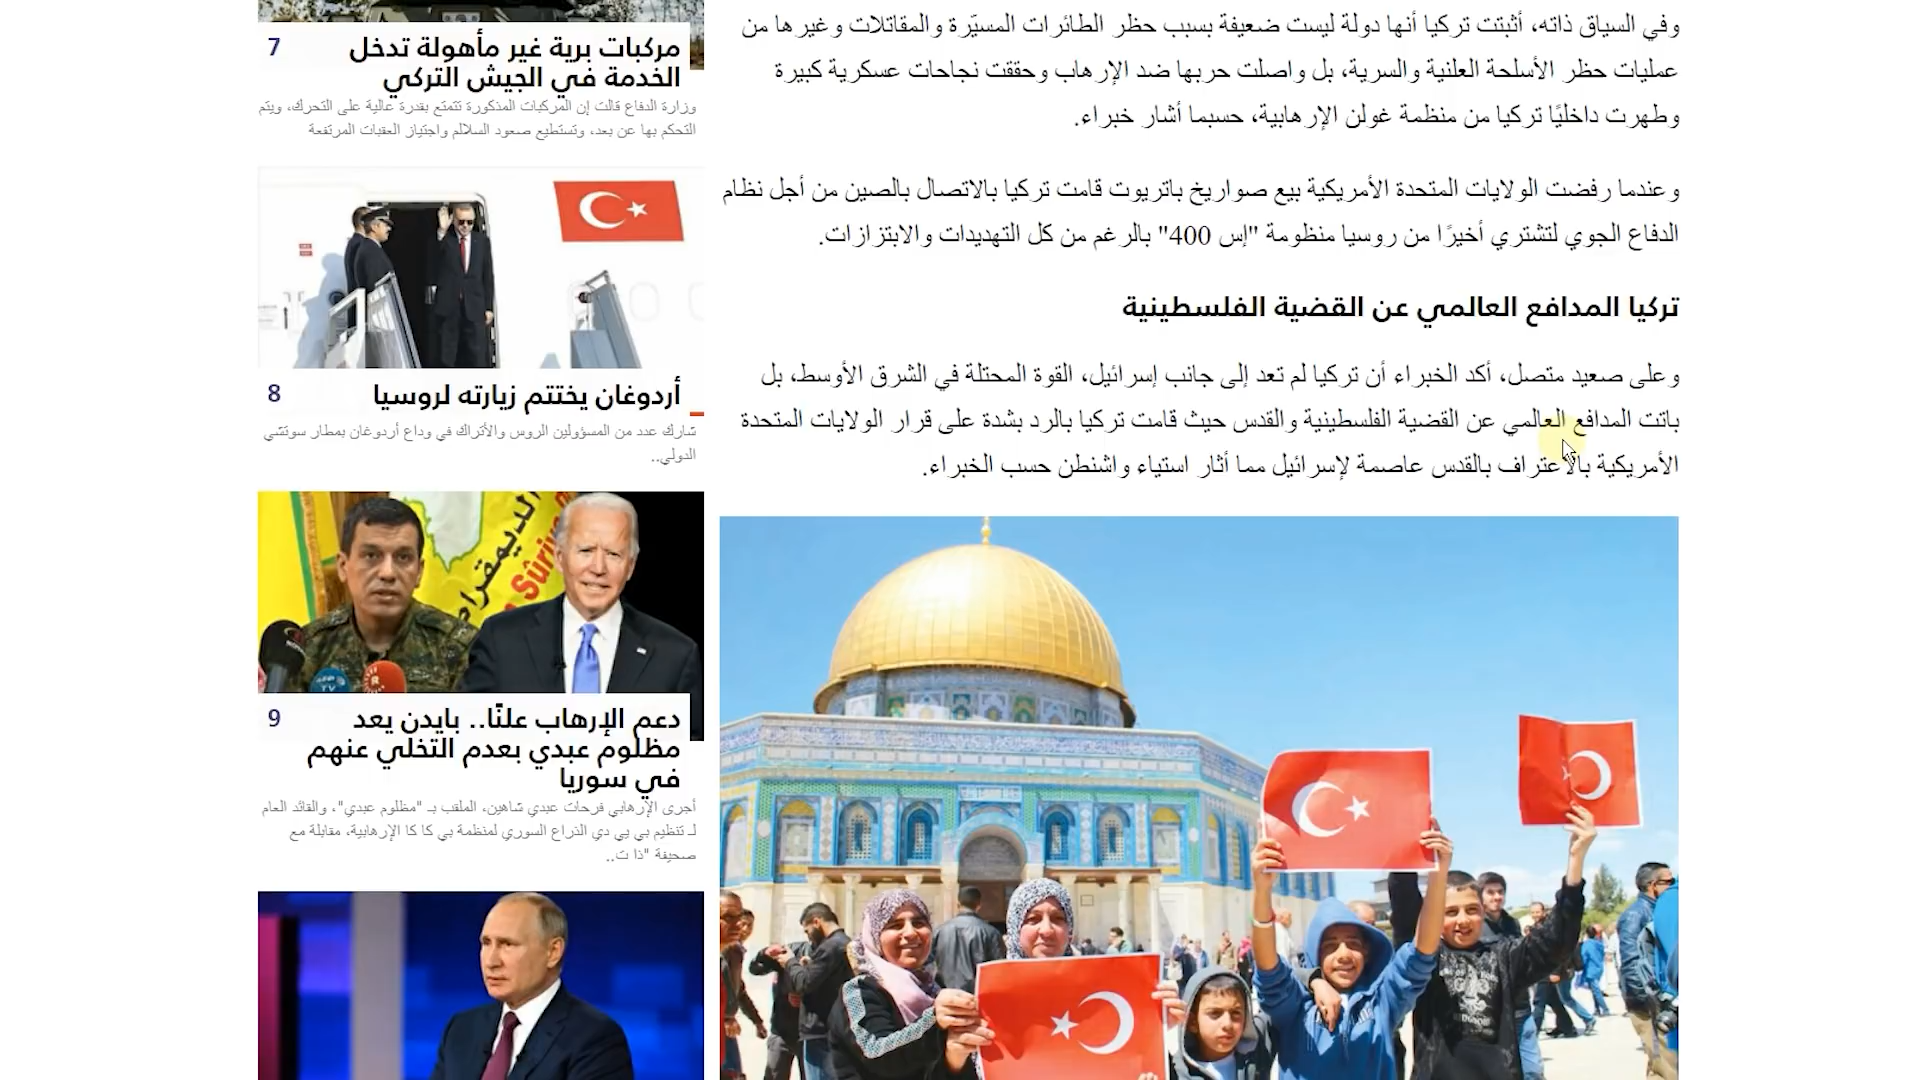 وفي السياق ذاته، أثبتت تركيا أنها دولة ليست ضعيفة بسبب حظر الطائرات المسيّرة والمقاتلات وغيرها من
عمليات حظر الأسلحة العلنية والسرية، بل واصلت حربها ضد الإرهاب وحققت نجاحات عسكرية كبيرة
وطهرت داخليًا تركيا من منظمة غولن الإرهابية، حسبما أشار خبراء.
وعندما رفضت الولايات المتحدة الأمريكية بيع صواريخ باتريوت قامت تركيا بالاتصال بالصين من أجل نظام
الدفاع الجوي لتشتري أخيرًا من روسيا منظومة "إس 400" بالرغم من كل التهديدات والابتزازات.
تركيا المدافع العالمي عن القضية الفلسطينية
وعلى صعيد متصل، أكد الخبراء أن تركيا لم تعد إلى جانب إسرائيل، القوة المحتلة في الشرق الأوسط، بل
باتت المدافع العالمي عن القضية الفلسطينية والقدس حيث قامت تركيا بالرد بشدة على قرار الولايات المتحدة
الأمريكية بالاعتراف بالقدس عاصمة لإسرائيل مما أثار استياء واشنطن حسب الخبراء.
7
مركبات برية غير مأهولة تدخل
الخدمة في الجيش التركي
وزارة الدفاع قالت إن المركبات المذكورة تتمتع بقدرة عالية على التحرك، ويتم
التحكم بها عن بعد، وتستطيع صعود السلالم واجتياز العقبات المرتفعة
8
أردوغان يختتم زيارته لروسيا
شارك عدد من المسؤولين الروس والأتراك في وداع أردوغان بمطار سوتشي
الدولي..
الديمقرا
Sûriy
9
دعم الإرهاب علنًا.. بايدن يعد
مظلوم عبدي بعدم التخلي عنهم
في سوريا
أجرى الإرهابي فرحات عبدي شاهين، الملقب بـ "مظلوم عبدي"، والقائد العام
لـ تنظيم بي يي دي الذراع السوري لمنظمة بي كا كا الإرهابية، مقابلة مع
صحيفة "ذا ت..